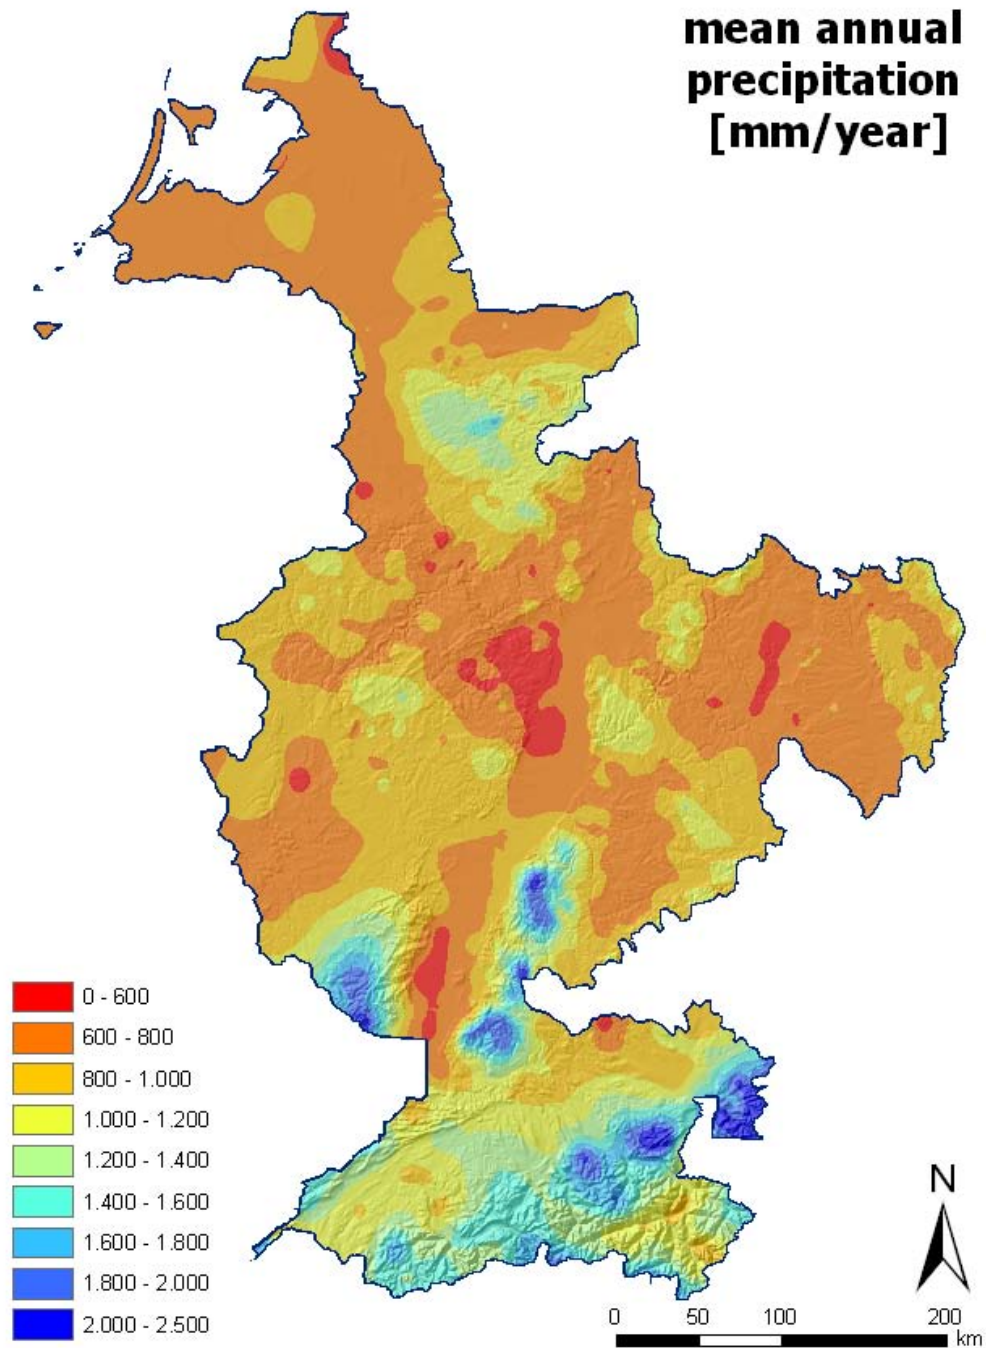 mean annual
precipitation
[mm/year]
0 - 600
600 - 800
800 - 1.000
1.000 - 1.200
1.200 - 1.400
1.400 - 1.600
1.600 - 1.800
1.800 - 2.000
2.000 - 2.500
N
0 50 100 200
km